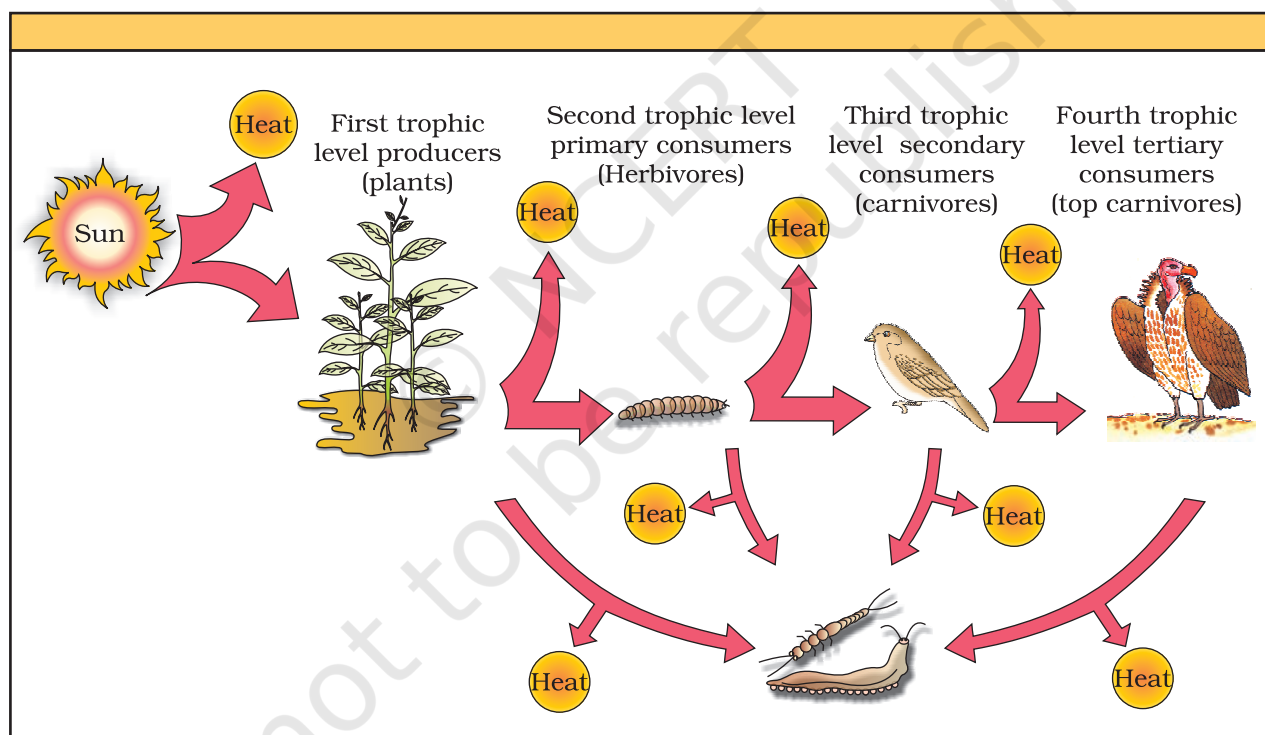 Heat
First trophic
level producers
(plants)
Second trophic level
primary consumers
(Herbivores)
Third trophic
level secondary
consumers
(carnivores)
Fourth trophic
level tertiary
consumers
(top carnivores)
Sun
Heat
Heat
Heat
Heat
Heat
Heat
Heat
© NCERT
not to be republish